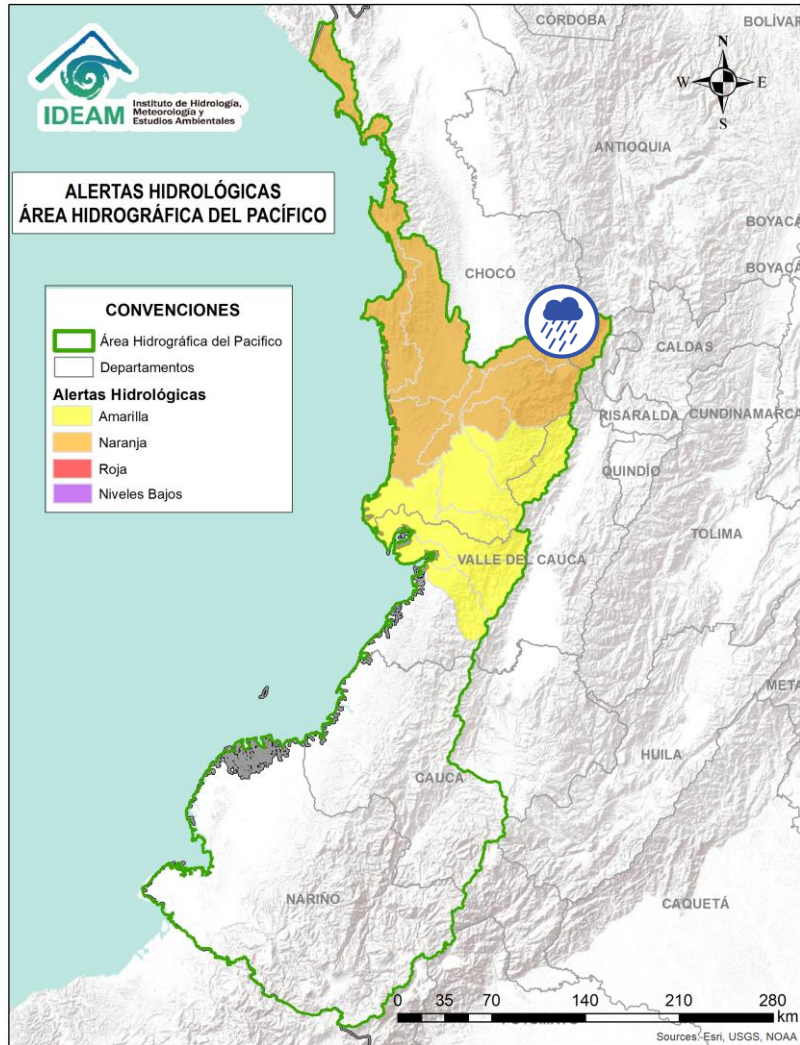 CÓRDOBA
BOLÍVAR
N
W
E
S
IDEAM
Instituto de Hidrología,
Meteorología y
Estudios Ambientales
ANTIOQUIA
ALERTAS HIDROLÓGICAS
ÁREA HIDROGRÁFICA DEL PACÍFICO
BOYACÁ
BOYACÁ
CHOCÓ
CONVENCIONES
Área Hidrográfica del Pacifico
Departamentos
Alertas Hidrológicas
Amarilla
Naranja
Roja
Niveles Bajos
CALDAS
RISARALDA
CUNDINAMARCA
QUINDÍO
TOLIMA
VALLE DEL CAUCA
META
HUILA
CAUCA
NARIÑO
CAQUETÁ
0 35 70 140 210 280
km
Sources: Esri, USGS, NOAA